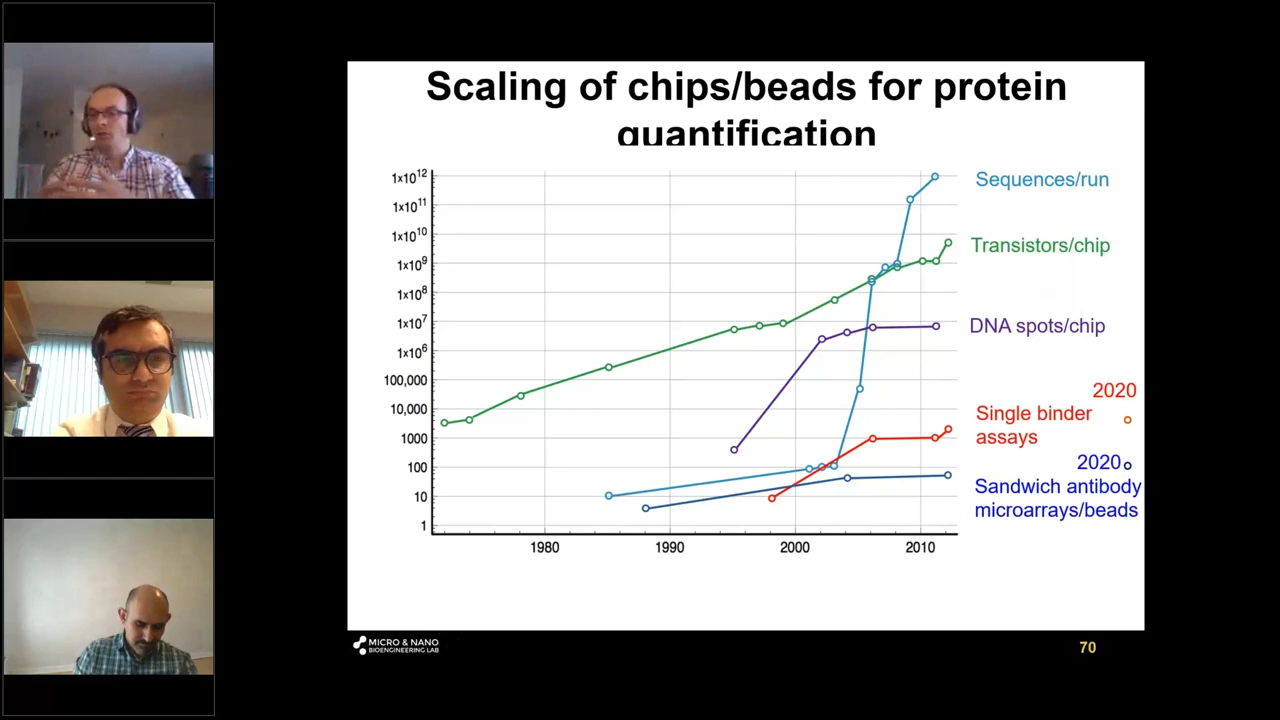 Scaling of chips/beads for protein
quantification
1x10¹²
1x10¹¹
1x10¹⁰
1x10⁹
1x10⁸
1x10⁷
1x10⁶
100,000
10,000
1000
100
10
1
1980
1990
2000
2010
Sequences/run
Transistors/chip
DNA spots/chip
2020
Single binder
assays
2020
Sandwich antibody
microarrays/beads
MICRO & NANO
BIOENGINEERING LAB
70